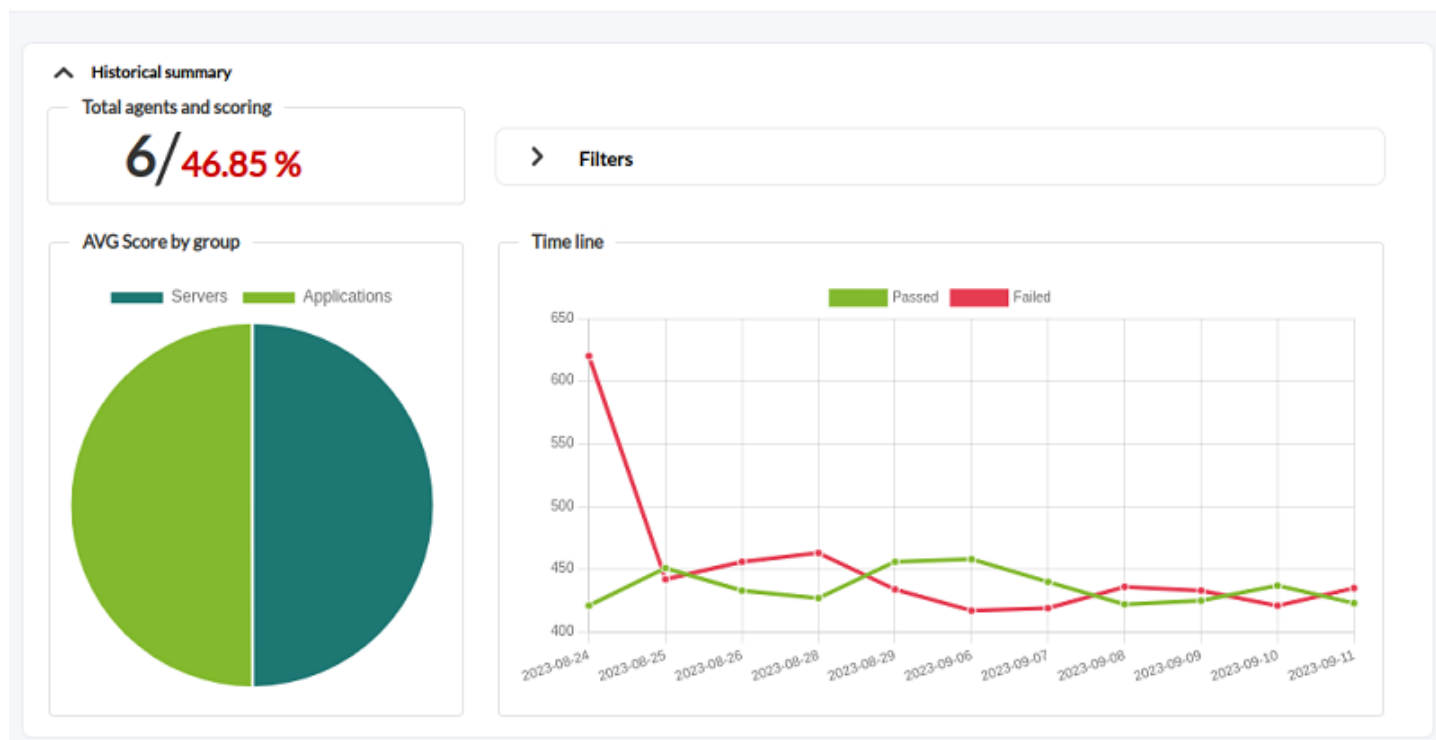 Historical summary
Total agents and scoring
6/46.85 %
Filters
AVG Score by group
Servers Applications
Time line
Passed Failed
650
600
550
500
450
400
2023-08-24 2023-08-25 2023-08-26 2023-08-28 2023-08-29 2023-09-06 2023-09-07 2023-09-08 2023-09-09 2023-09-10 2023-09-11